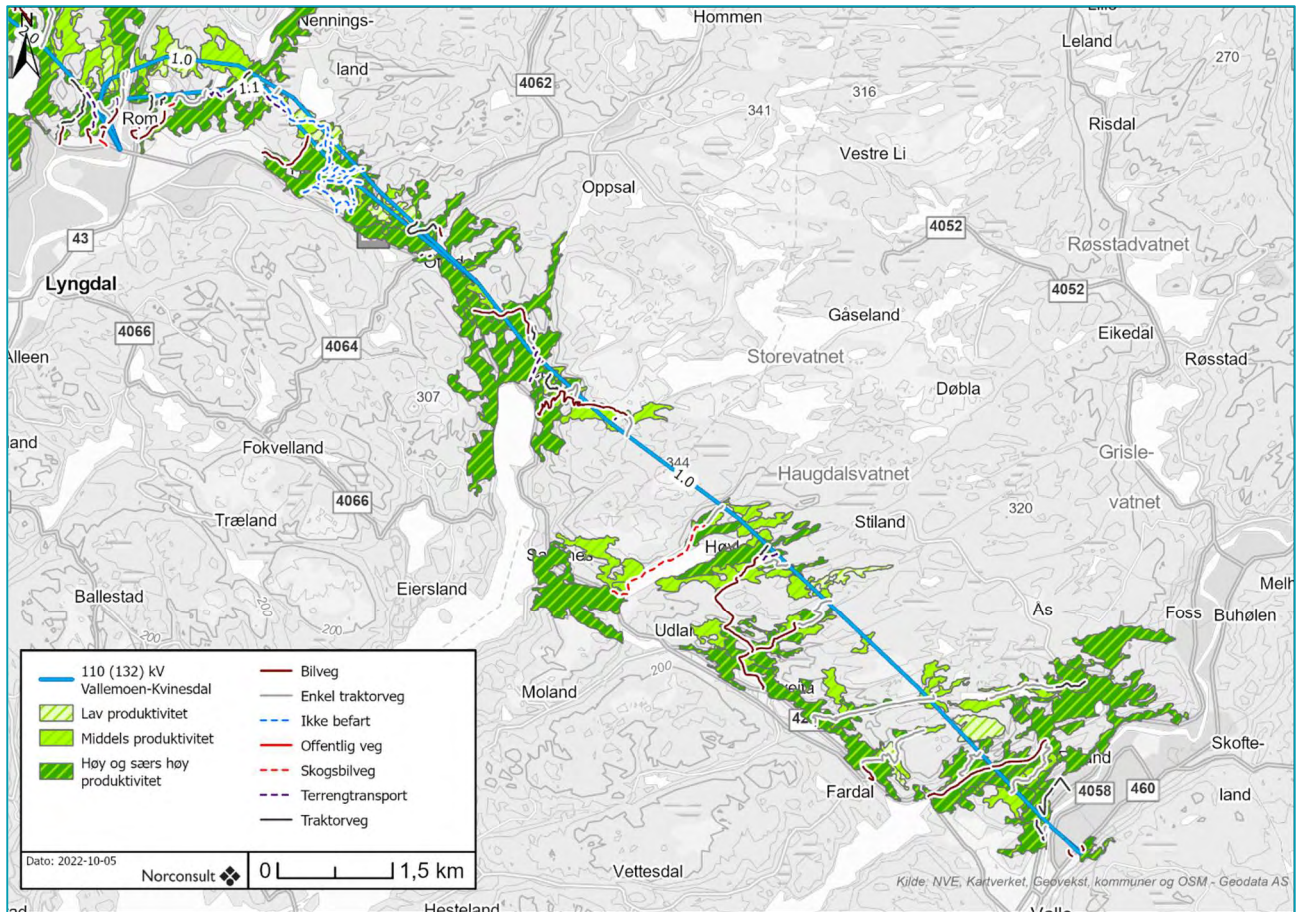 N
Nennings-
land
Hommen
Leland
270
4062
1.0
1.1
341
316
Rom
Risdal
Vestre Li
Oppsal
43
4052
Røsstadvatnet
Lyngdal
4052
4066
4064
Gåseland
Eikedal
Alleen
Storevatnet
Røsstad
307
Døbla
Fokvelland
344
1.0
Haugdalsvatnet
Grisle-
vatnet
4066
320
Træland
Stiland
Eiersland
Ballestad
200
200
200
Ås
Foss
Buhølen
Moland
200
Skofte-
land
Fardal
4058
460
Vettesdal
Hesteland
110 (132) kV
Vallemoen-Kvinesdal
Lav produktivitet
Middels produktivitet
Høy og særs høy
produktivitet
Bilveg
Enkel traktorveg
Ikke befart
Offentlig veg
Skogsbilveg
Terrengtransport
Traktorveg
Dato: 2022-10-05
Norconsult
0 1,5 km
Kilde: NVE, Kartverket, Geovekst, kommuner og OSM - Geodata AS